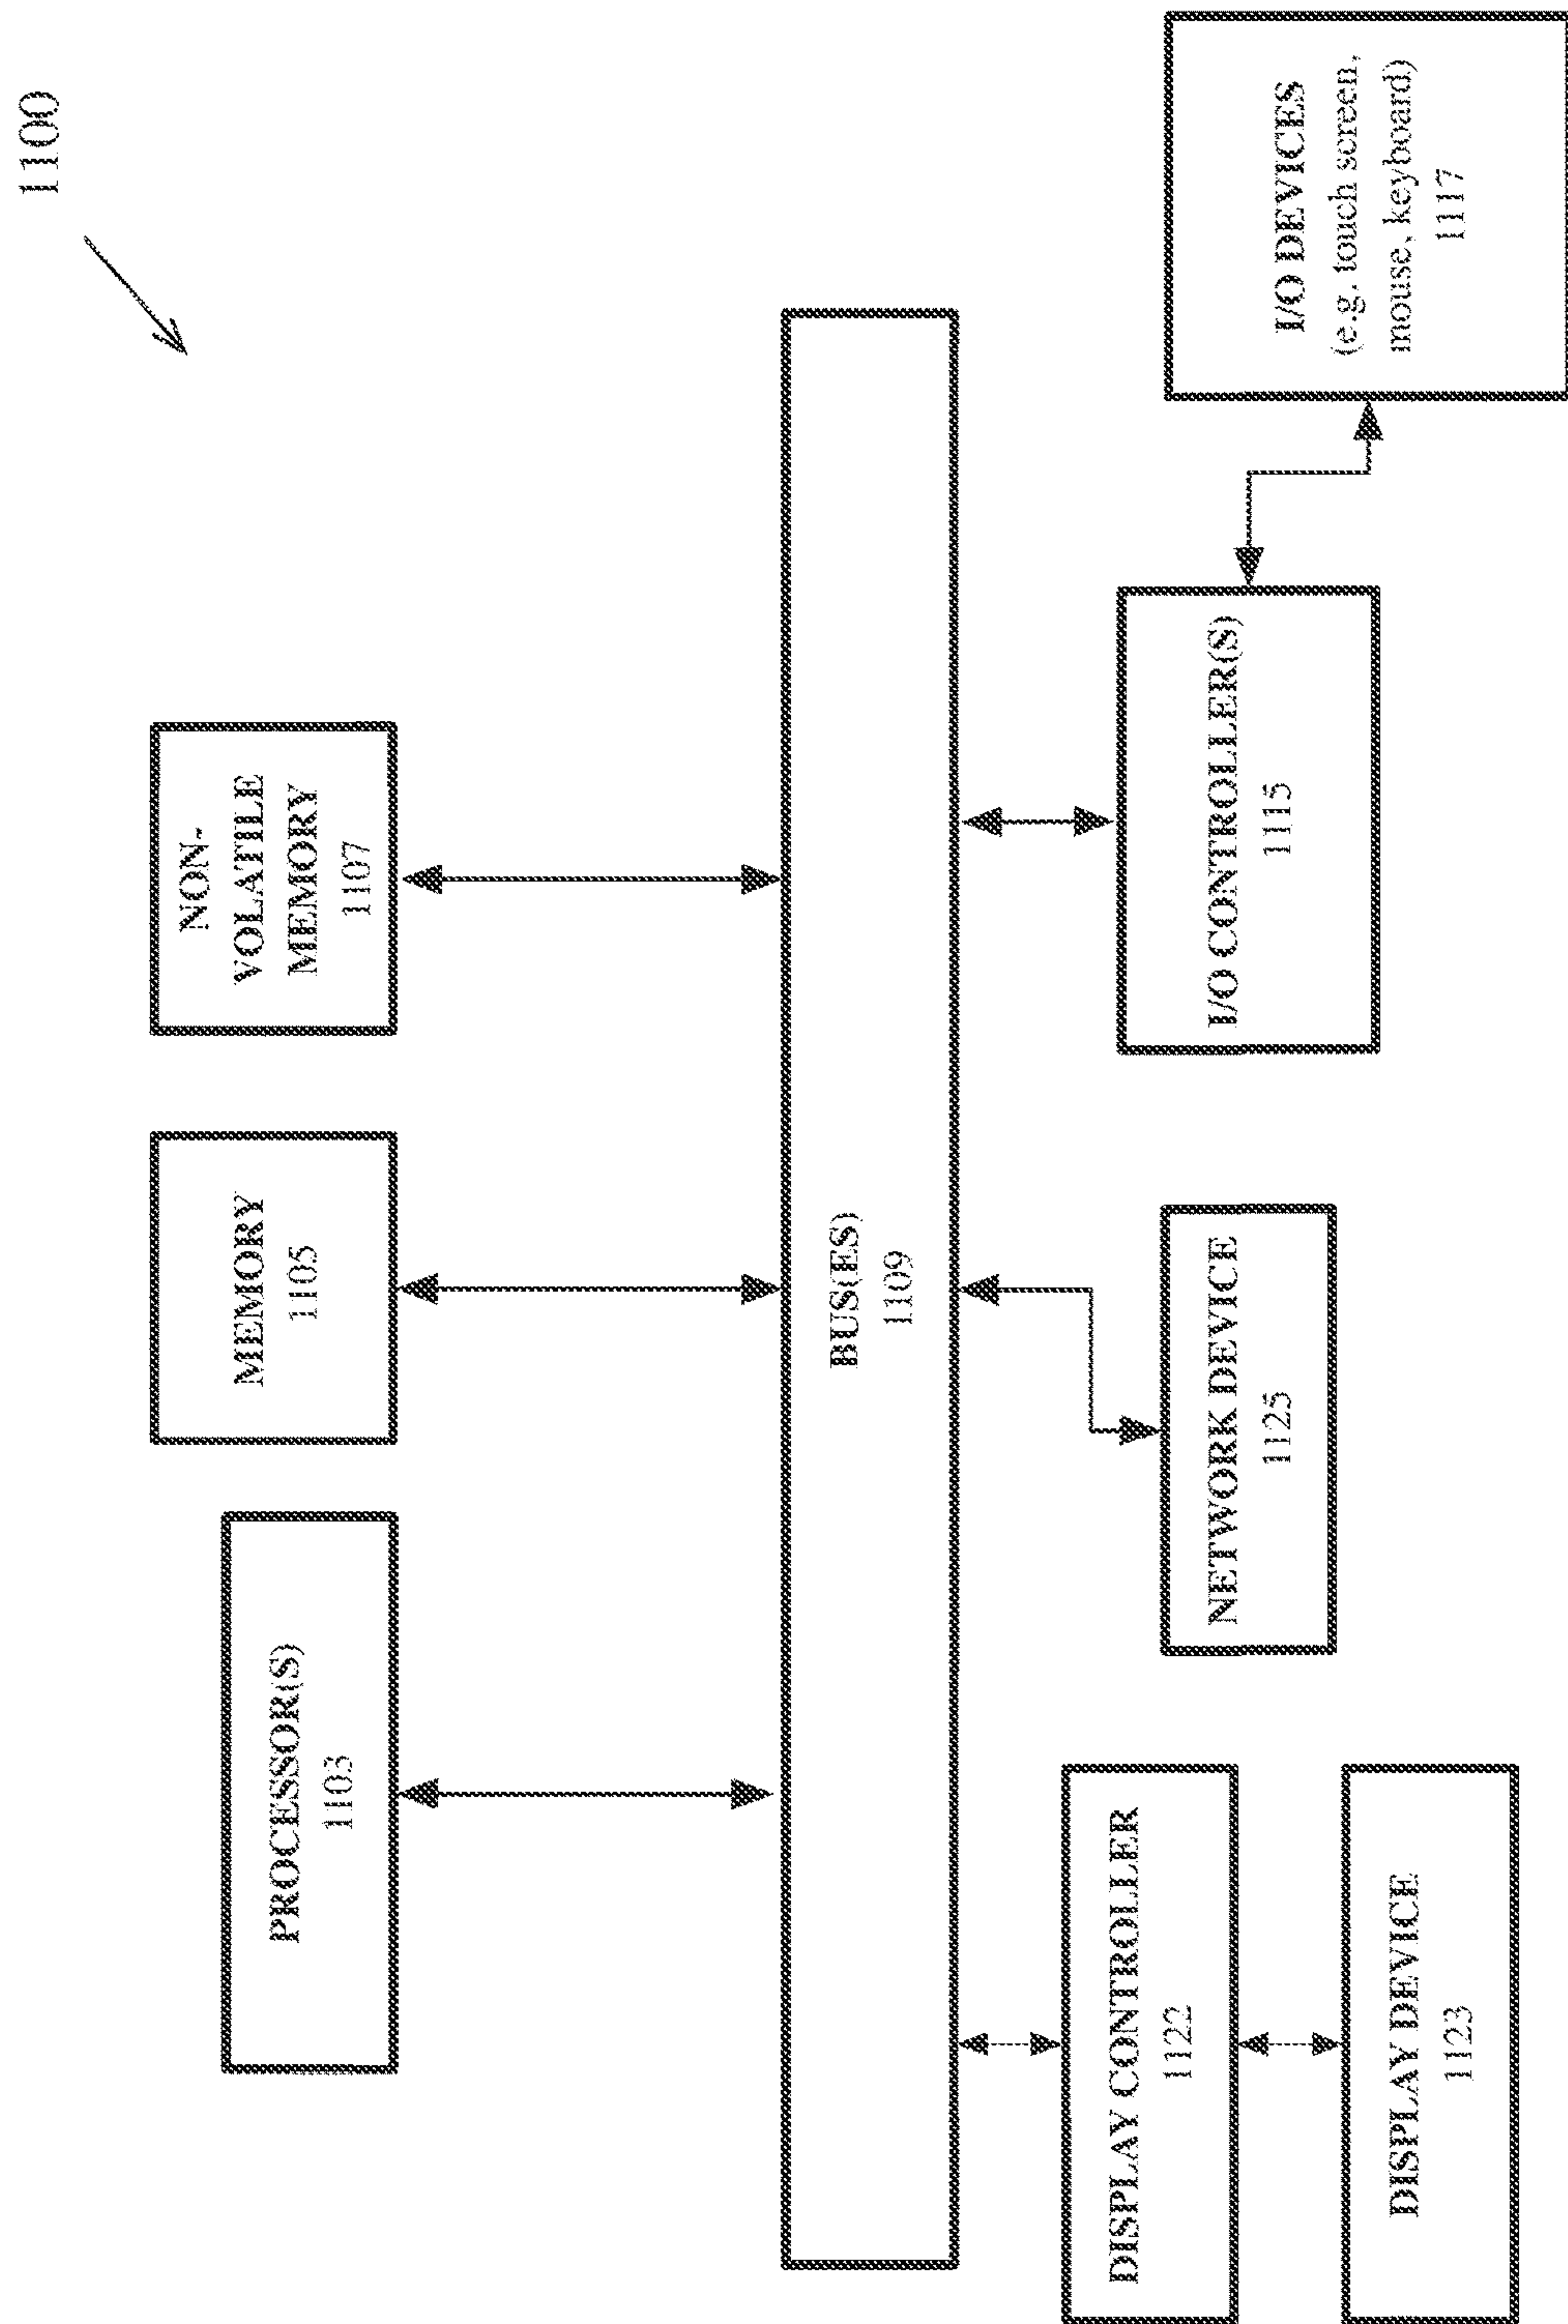 1100
PROCESSOR(S)
1103
MEMORY
1105
NON-
VOLATILE
MEMORY
1107
BUS(ES)
1109
DISPLAY CONTROLLER
1122
DISPLAY DEVICE
1123
NETWORK DEVICE
1125
I/O CONTROLLER(S)
1115
I/O DEVICES
(e.g. touch screen,
mouse, keyboard)
1117